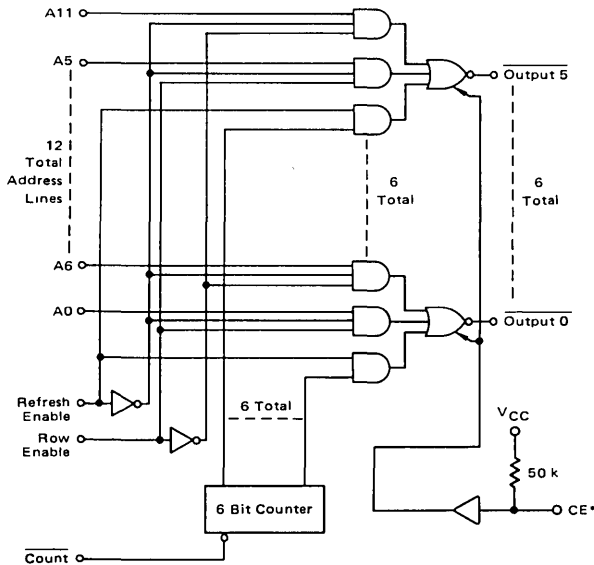 A11
A5
12
Total
Address
Lines
A6
A0
Refresh
Enable
Row
Enable
6
Total
6 Total
6 Bit Counter
Count
Output 5
6
Total
Output 0
VCC
50 k
CE*